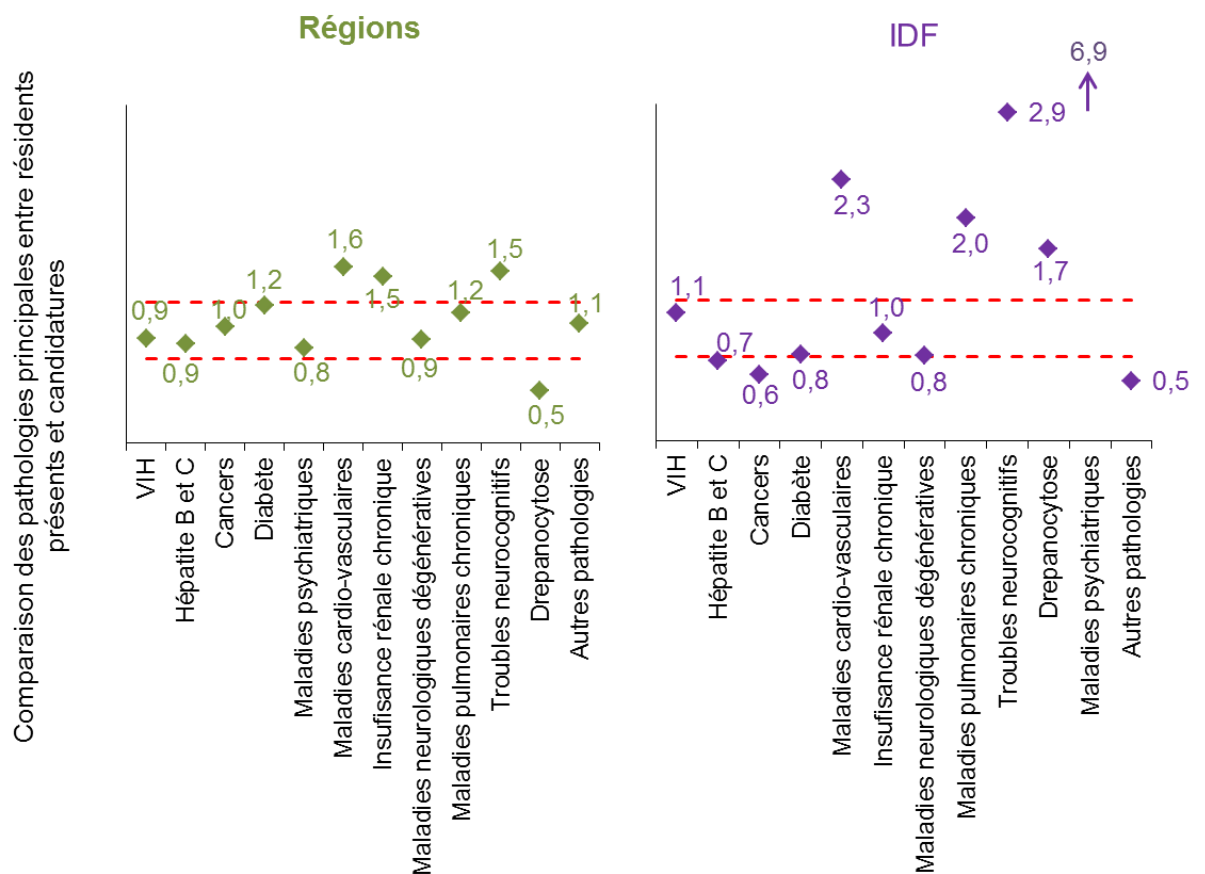 Régions
IDF
Comparaison des pathologies principales entre résidents
présents et candidatures
0,9
0,9
1,0
1,2
0,8
1,6
1,5
0,9
1,2
1,5
0,5
1,1
VIH
Hépatite B et C
Cancers
Diabète
Maladies psychiatriques
Maladies cardio-vasculaires
Insufisance rénale chronique
Maladies neurologiques dégénératives
Maladies pulmonaires chroniques
Troubles neurocognitifs
Drepanocytose
Autres pathologies
1,1
0,7
0,6
0,8
2,3
1,0
0,8
2,0
2,9
1,7
6,9
0,5
VIH
Hépatite B et C
Cancers
Diabète
Maladies cardio-vasculaires
Insufisance rénale chronique
Maladies neurologiques dégénératives
Maladies pulmonaires chroniques
Troubles neurocognitifs
Drepanocytose
Maladies psychiatriques
Autres pathologies